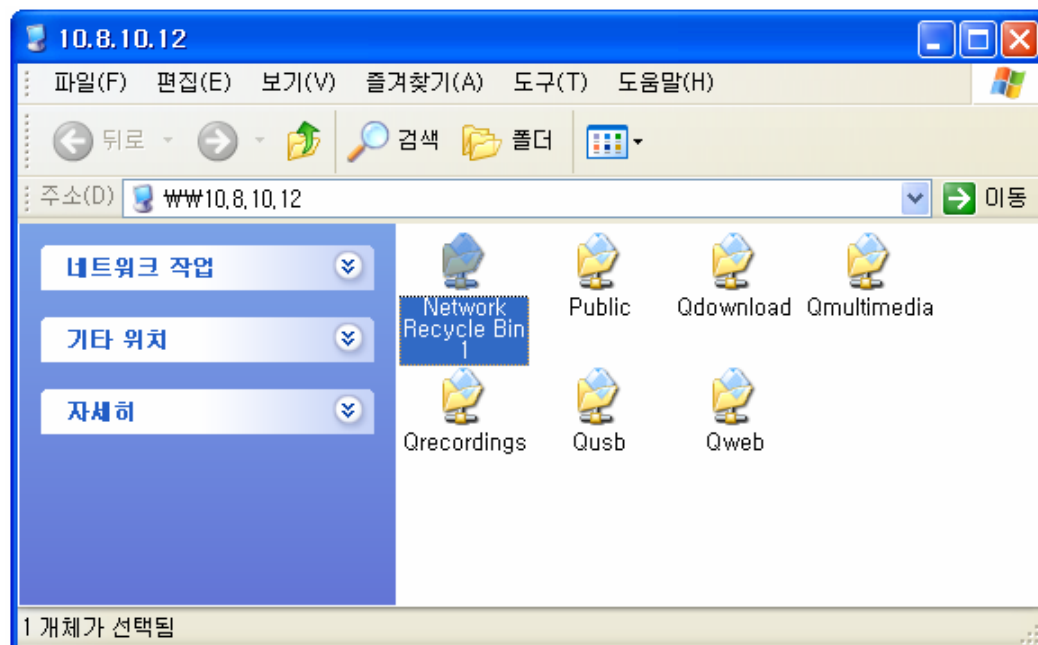 10.8.10.12
파일(F) 편집(E) 보기(V) 즐겨찾기(A) 도구(T) 도움말(H)
뒤로 검색 폴더
주소(D) ₩₩10.8.10.12 이동
네트워크 작업
기타 위치
자세히
Network
Recycle Bin
1
Public
Qdownload
Qmultimedia
Qrecordings
Qusb
Qweb
1 개체가 선택됨